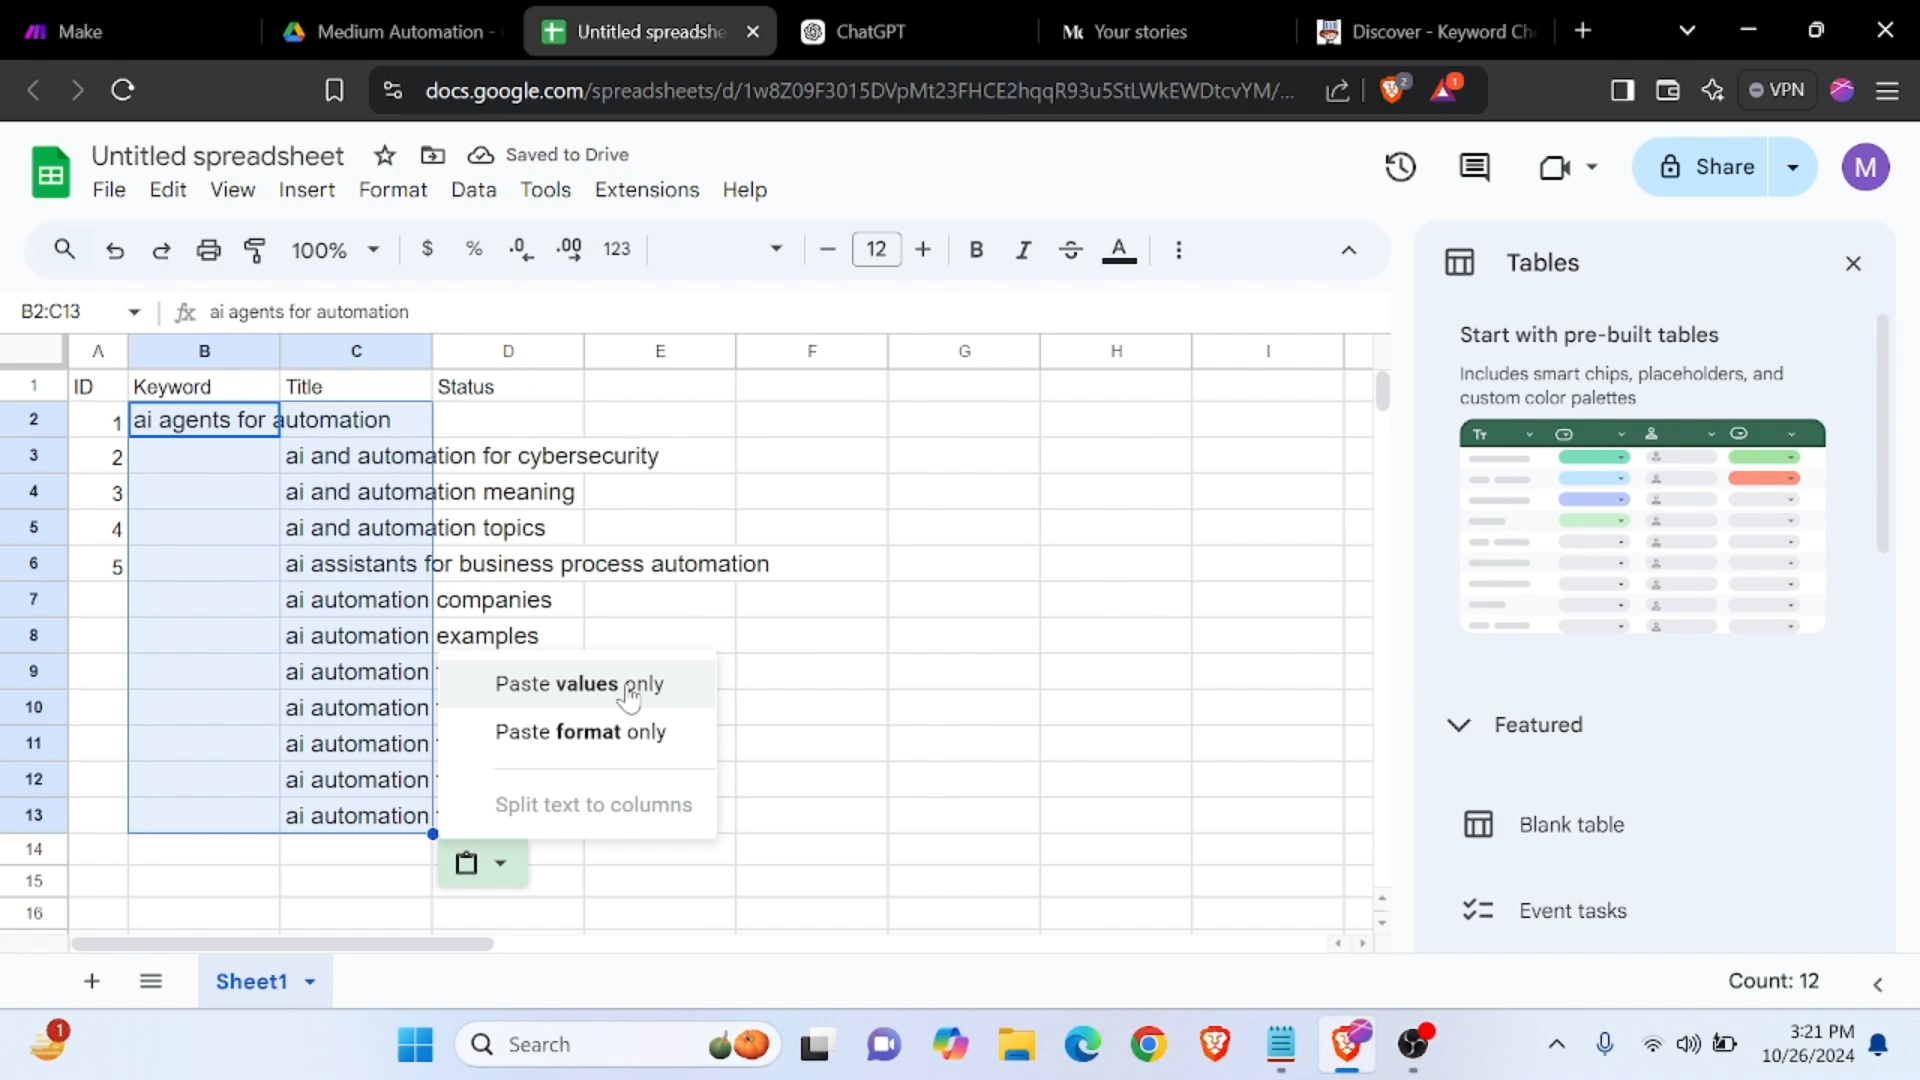 Make
Medium Automation -
Untitled spreadshe
ChatGPT
Your stories
Discover - Keyword Ch
docs.google.com/spreadsheets/d/1w8Z09F3015DVpMt23FHCE2hqqR93u5StLWkEWDtcvYM/...
2
1
VPN
Untitled spreadsheet
Saved to Drive
File Edit View Insert Format Data Tools Extensions Help
Share
M
100% $ % .0 .00 123 12 B I S A
Tables
B2:C13 fx ai agents for automation
Start with pre-built tables
Includes smart chips, placeholders, and
custom color palettes
A B C D E F G H I
1 ID Keyword Title Status
2 1 ai agents for automation
3 2 ai and automation for cybersecurity
4 3 ai and automation meaning
5 4 ai and automation topics
6 5 ai assistants for business process automation
7 ai automation companies
8 ai automation examples
9 ai automation
10 ai automation
11 ai automation
12 ai automation
13 ai automation
14
15
16
Paste values only
Paste format only
Split text to columns
Tт
Featured
Blank table
Event tasks
Sheet1
Count: 12
1
Search
3:21 PM
10/26/2024